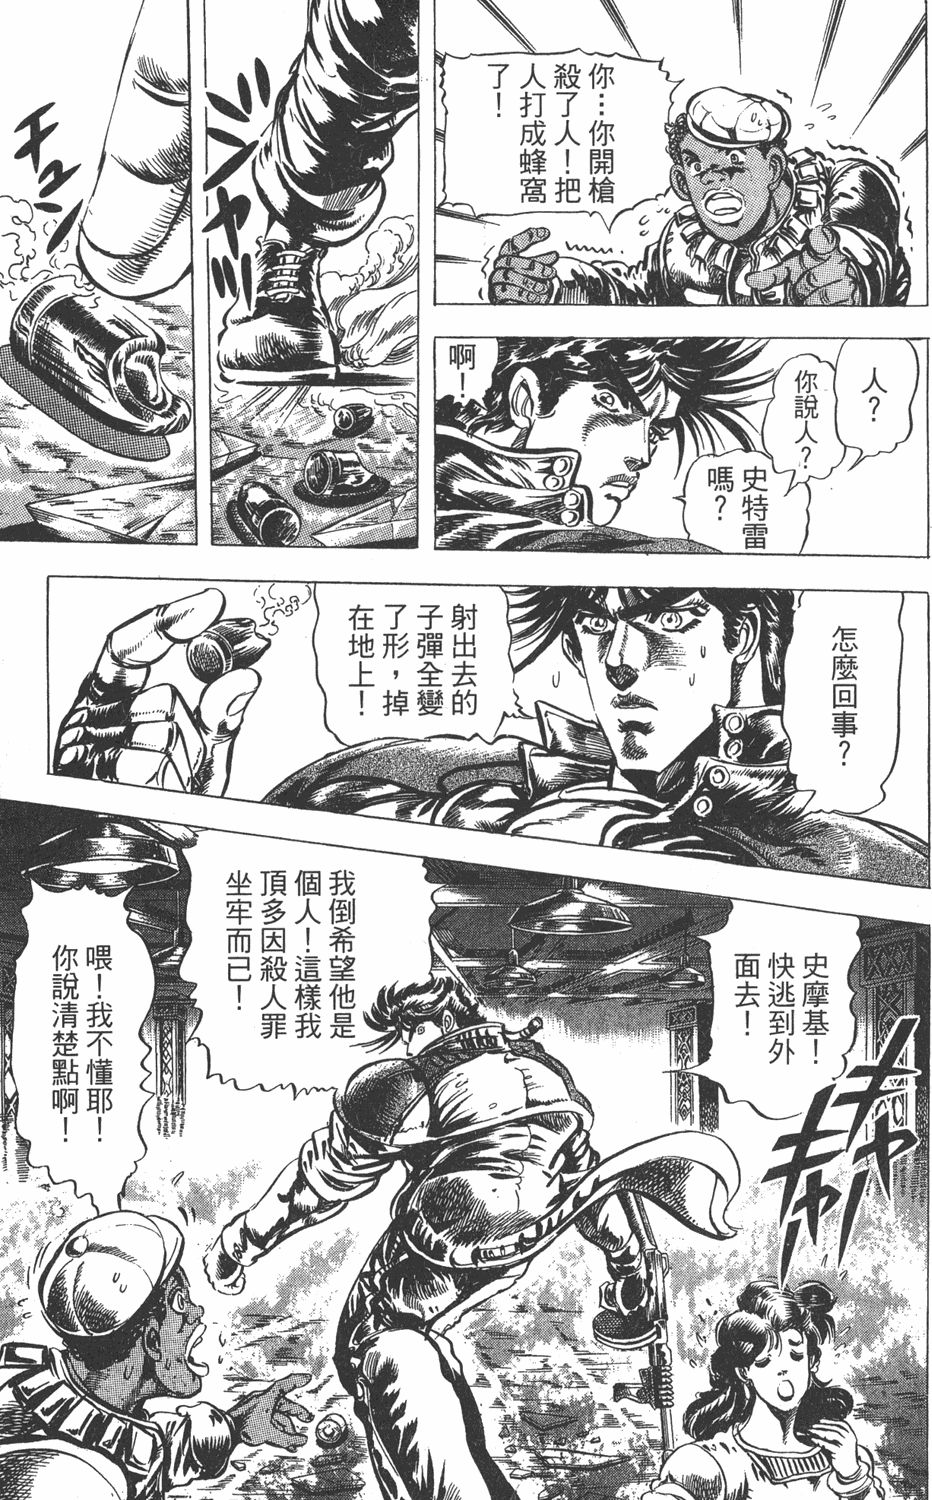 你…你開槍
殺了人！把
人打成蜂窩
了！
人？
你說人？
史特雷
嗎？
啊！
ジャ
チュ
怎麼回事？
射出去的
子彈全變
了形，掉
在地上！
史摩基！
快逃到外
面去！
キャ
キャ
我倒希望他是
個人！這樣我
頂多因殺人罪
坐牢而已！
喂！我不懂耶！
你說清楚點啊！